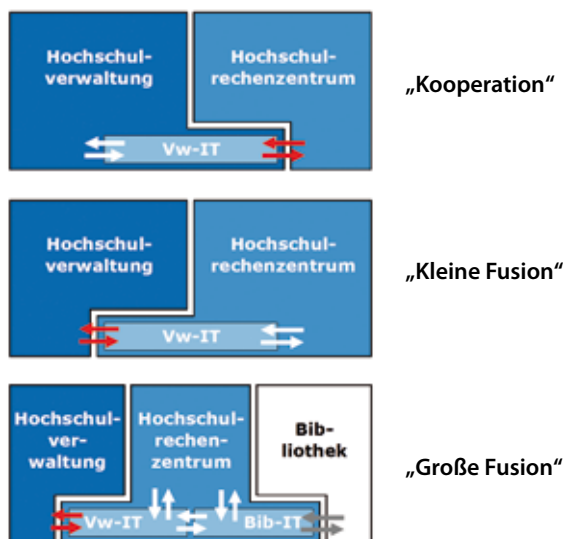 Hochschul-
verwaltung
Hochschul-
rechenzentrum
Vw-IT
„Kooperation“
Hochschul-
verwaltung
Hochschul-
rechenzentrum
Vw-IT
„Kleine Fusion“
Hochschul-
ver-
waltung
Hochschul-
rechen-
zentrum
Bib-
liothek
Vw-IT
Bib-IT
„Große Fusion“